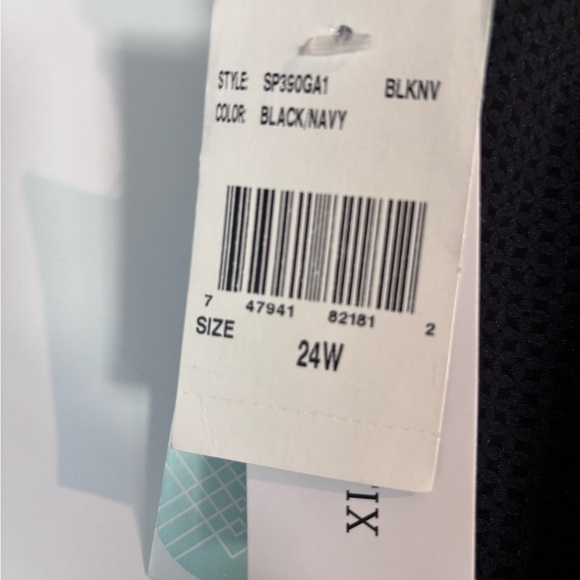 STYLE: SP390GA1 BLKNV
COLOR: BLACK/NAVY
7 47941 82181 2
SIZE 24W